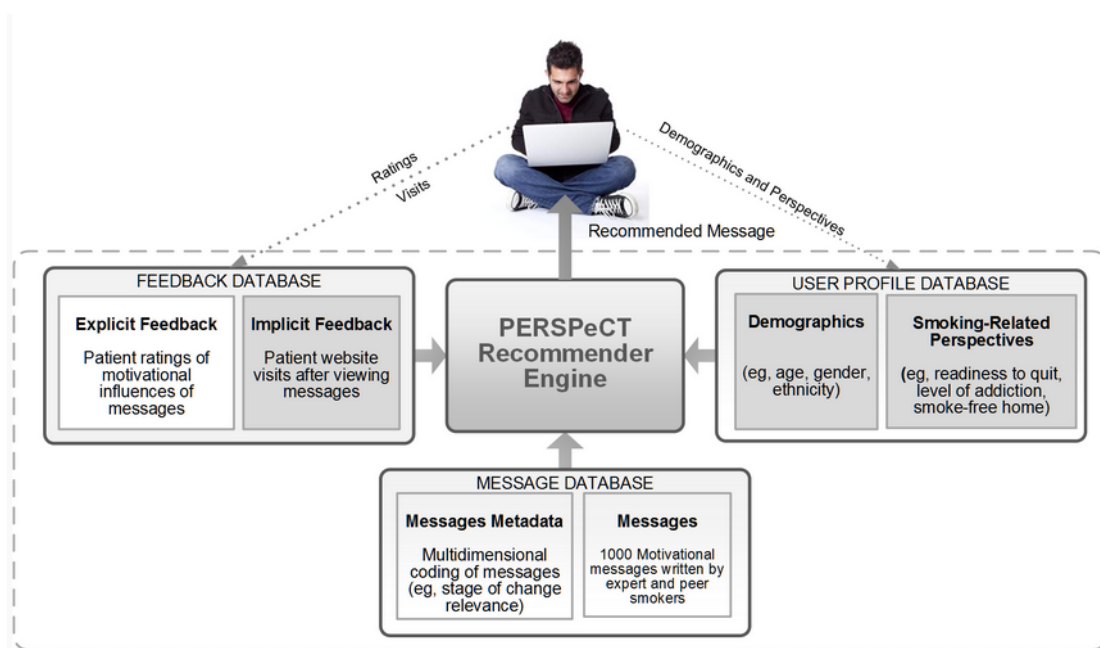 Ratings
Visits
Demographics and Perspectives
Recommended Message
FEEDBACK DATABASE
Explicit Feedback
Patient ratings of
motivational
influences of
messages
Implicit Feedback
Patient website
visits after viewing
messages
PERSPeCT
Recommender
Engine
USER PROFILE DATABASE
Demographics
(eg, age, gender,
ethnicity)
Smoking-Related
Perspectives
(eg, readiness to quit,
level of addiction,
smoke-free home)
MESSAGE DATABASE
Messages Metadata
Multidimensional
coding of messages
(eg, stage of change
relevance)
Messages
1000 Motivational
messages written by
expert and peer
smokers